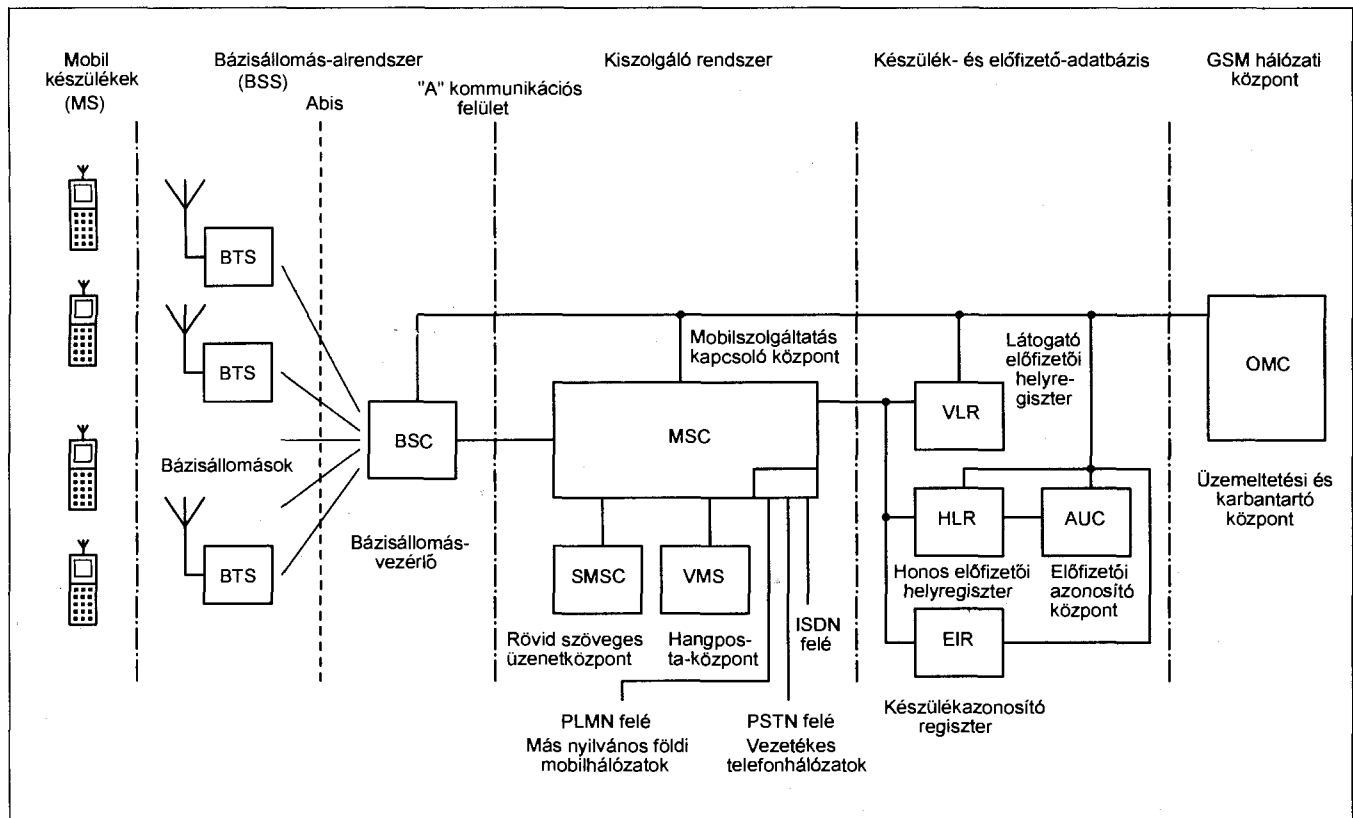 Mobil
készülékek
(MS)
Bázisállomás-alrendszer
(BSS)
Abis
"A" kommunikációs
felület
Kiszolgáló rendszer
Készülék- és előfizető-adatbázis
GSM hálózati
központ
BTS
BTS
Bázisállomások
BTS
BSC
Bázisállomás-
vezérlő
Mobilszolgáltatás
kapcsoló központ
MSC
SMSC
Rövid szöveges
üzenetközpont
VMS
Hangpos-
ta-központ
ISDN
felé
PLMN felé
Más nyilvános földi
mobilhálózatok
PSTN felé
Vezetékes
telefonhálózatok
Látogató
előfizetői
helyre-
giszter
VLR
HLR
Honos előfizetői
helyregiszter
AUC
Előfizetői
azonosító
központ
EIR
Készülékazonosító
regiszter
OMC
Üzemeltetési és
karbantartó
központ